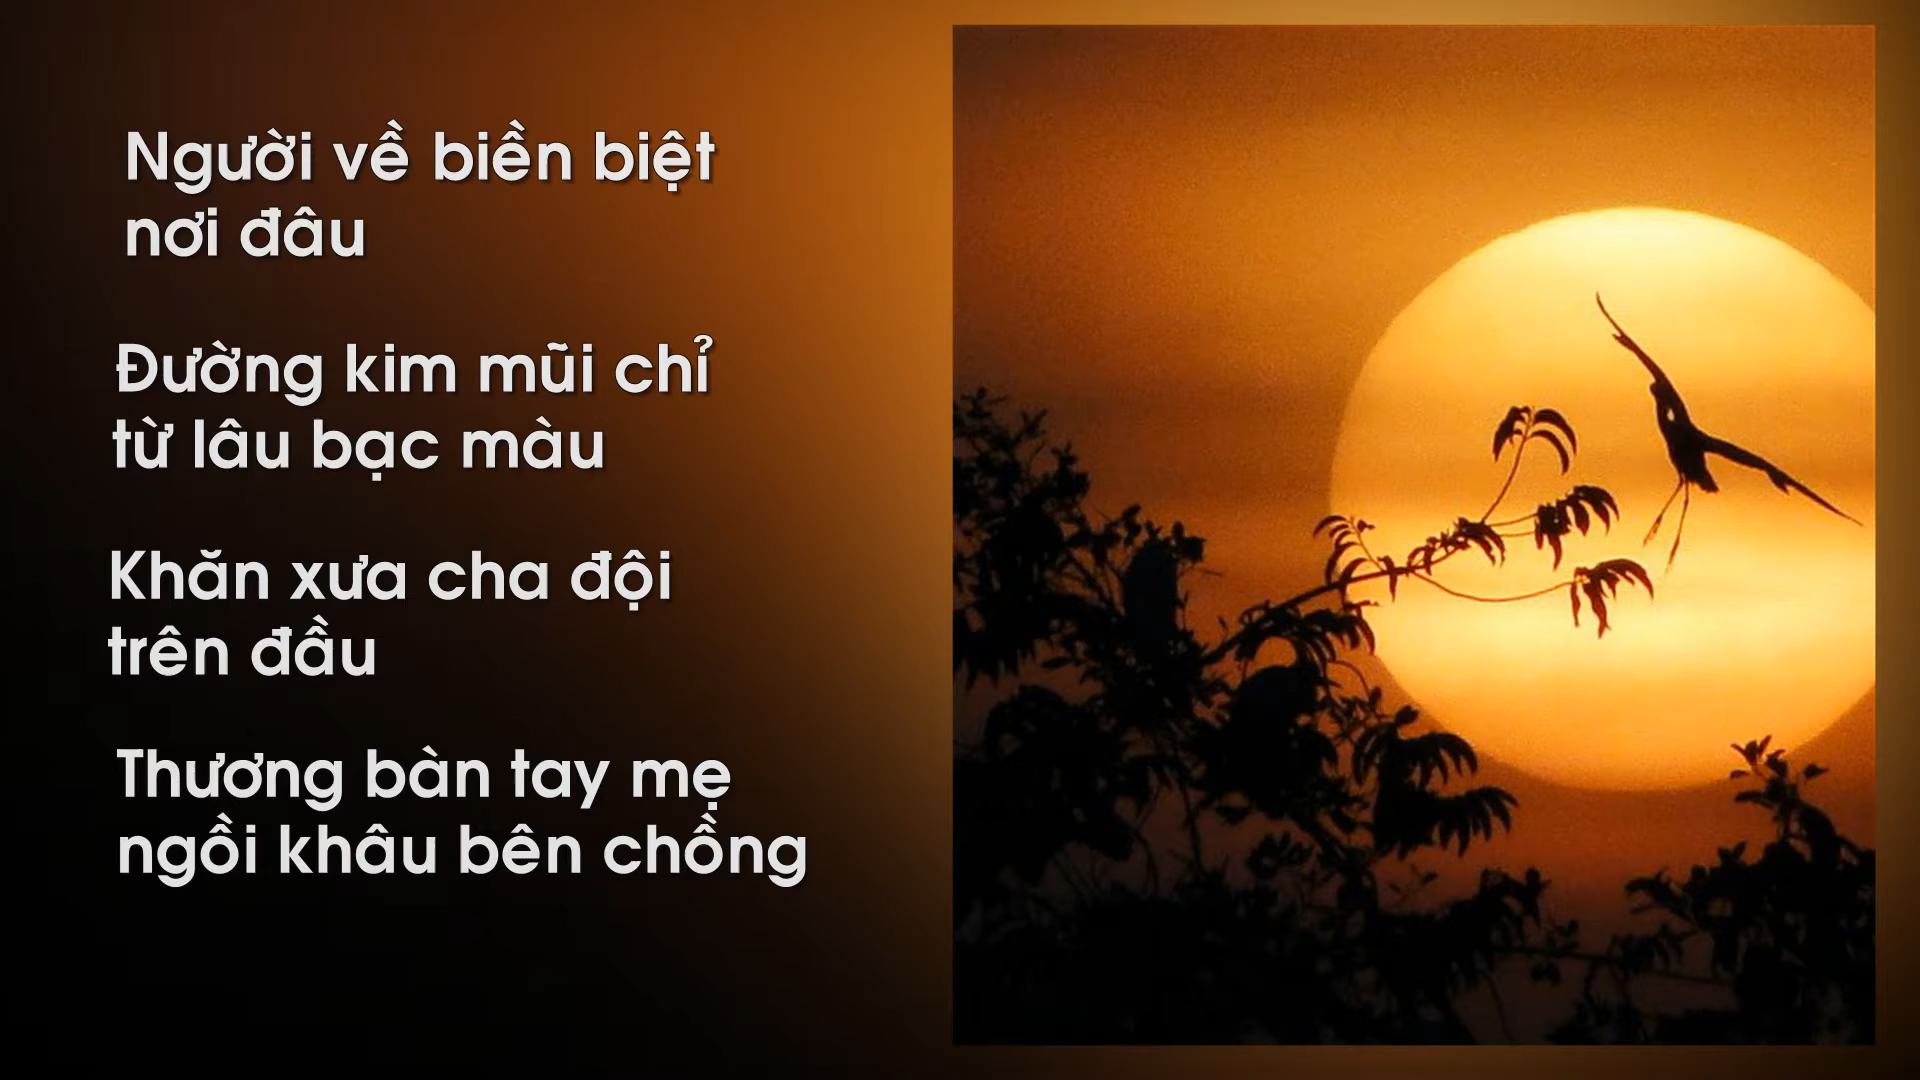 Người về biền biệt
nơi đâu
Đường kim mũi chỉ
từ lâu bạc màu
Khăn xưa cha đội
trên đầu
Thương bàn tay mẹ
ngồi khâu bên chồng